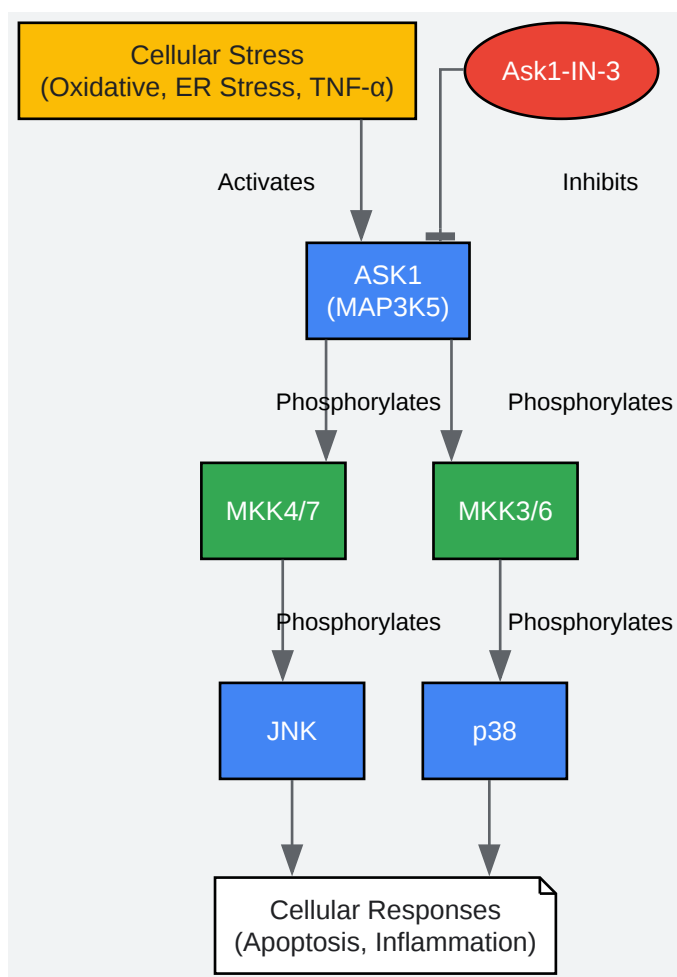 Cellular Stress
(Oxidative, ER Stress, TNF-α)
Ask1-IN-3
Activates
Inhibits
ASK1
(MAP3K5)
Phosphorylates
Phosphorylates
MKK4/7
MKK3/6
Phosphorylates
Phosphorylates
JNK
p38
Cellular Responses
(Apoptosis, Inflammation)